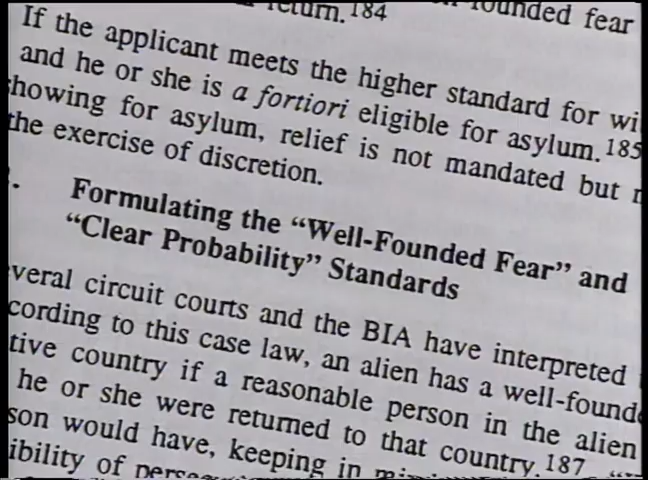 return.184 founded fear
If the applicant meets the higher standard for wi
and he or she is a fortiori eligible for asylum.185
howing for asylum, relief is not mandated but
the exercise of discretion.
Formulating the “Well-Founded Fear” and
“Clear Probability” Standards
veral circuit courts and the BIA have interpreted
cording to this case law, an alien has a well-founde
tive country if a reasonable person in the alien
he or she were returned to that country.187
son would have, keeping in
ibility of